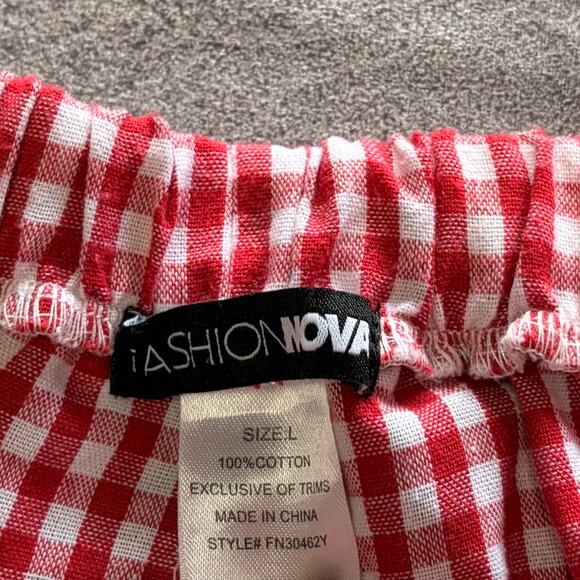 FASHIONNOVA
SIZE:L
100%COTTON
EXCLUSIVE OF TRIMS
MADE IN CHINA
STYLE# FN30462Y